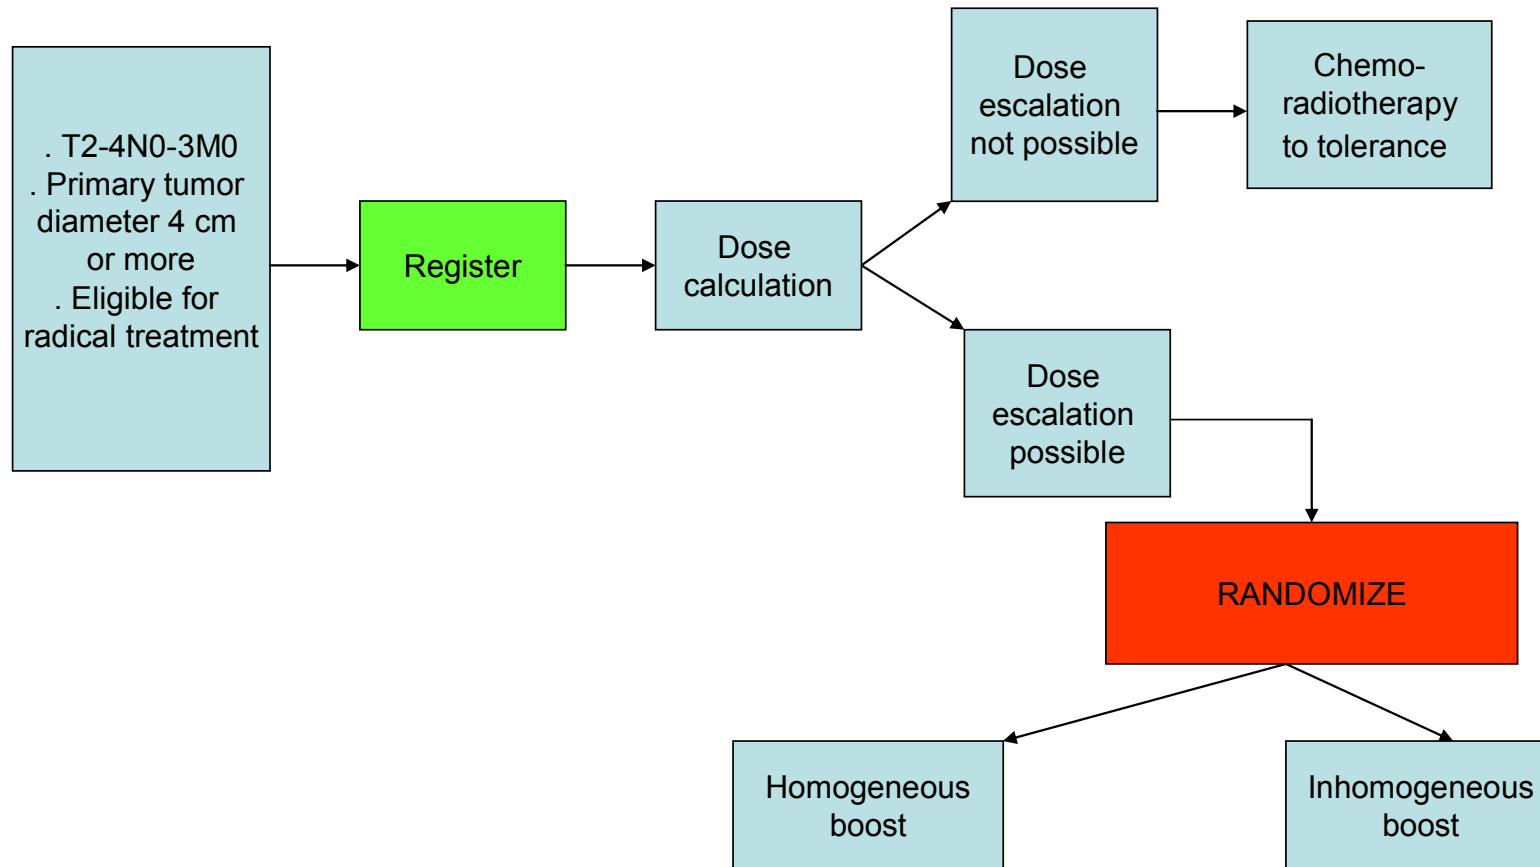 . T2-4N0-3M0
. Primary tumor
diameter 4 cm
or more
. Eligible for
radical treatment
Register
Dose
calculation
Dose
escalation
not possible
Chemo-
radiotherapy
to tolerance
Dose
escalation
possible
RANDOMIZE
Homogeneous
boost
Inhomogeneous
boost